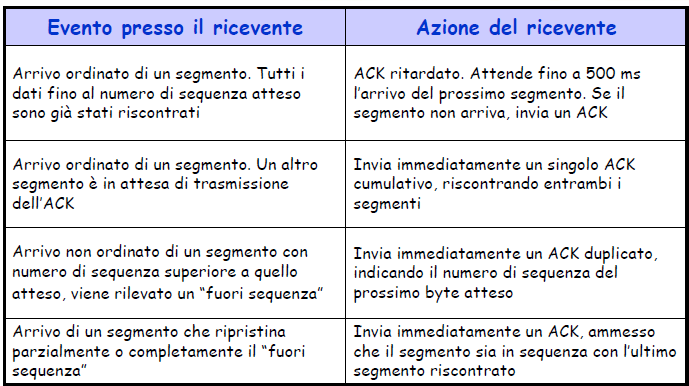 Evento presso il ricevente
Azione del ricevente
Arrivo ordinato di un segmento. Tutti i
dati fino al numero di sequenza atteso
sono già stati riscontrati
ACK ritardato. Attende fino a 500 ms
l'arrivo del prossimo segmento. Se il
segmento non arriva, invia un ACK
Arrivo ordinato di un segmento. Un altro
segmento è in attesa di trasmissione
dell'ACK
Invia immediatamente un singolo ACK
cumulativo, riscontrando entrambi i
segmenti
Arrivo non ordinato di un segmento con
numero di sequenza superiore a quello
atteso, viene rilevato un “fuori sequenza”
Invia immediatamente un ACK duplicato,
indicando il numero di sequenza del
prossimo byte atteso
Arrivo di un segmento che ripristina
parzialmente o completamente il “fuori
sequenza”
Invia immediatamente un ACK, ammesso
che il segmento sia in sequenza con l'ultimo
segmento riscontrato